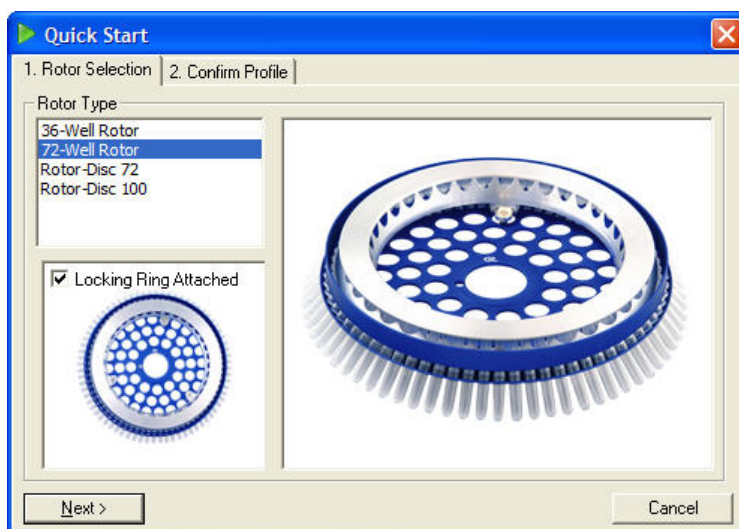 Quick Start
1. Rotor Selection
2. Confirm Profile
Rotor Type
36-Well Rotor
72-Well Rotor
Rotor-Disc 72
Rotor-Disc 100
Locking Ring Attached
Next >
Cancel